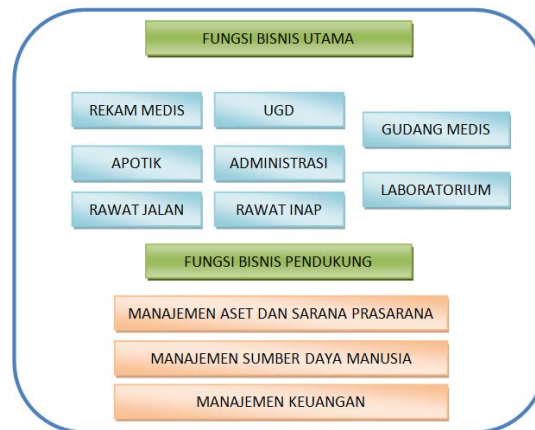 FUNGSI BISNIS UTAMA
REKAM MEDIS
UGD
GUDANG MEDIS
APOTIK
ADMINISTRASI
LABORATORIUM
RAWAT JALAN
RAWAT INAP
FUNGSI BISNIS PENDUKUNG
MANAJEMEN ASET DAN SARANA PRASARANA
MANAJEMEN SUMBER DAYA MANUSIA
MANAJEMEN KEUANGAN